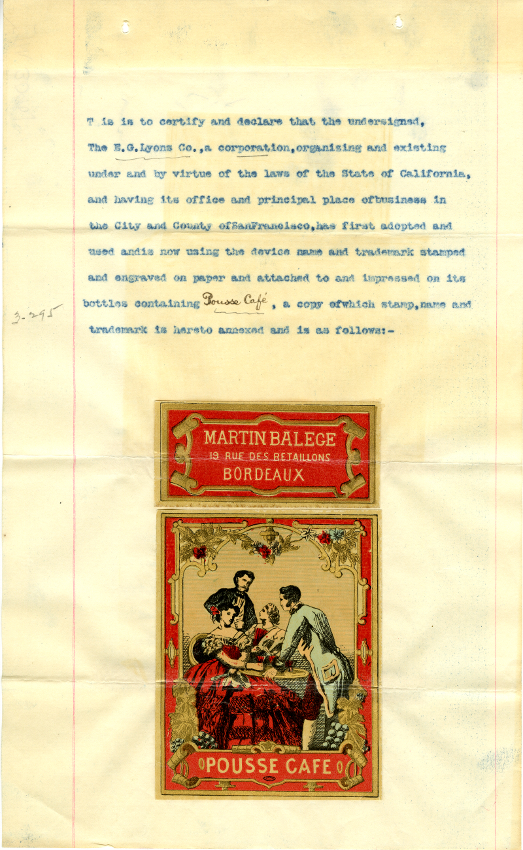 T is is to certify and declare that the undersigned,
The E.G.Lyons Co.,a corporation,organizing and existing
under and by virtue of the laws of the State of California,
and having its office and principal place ofbusiness in
the City and County ofSanFrancisco,has first adopted and
used andis now using the device name and trademark stamped
and engraved on paper and attached to and impressed on its
bottles containing Pousse Café, a copy ofwhich stamp,name and
3-295
trademark is hereto annexed and is as follows:-
MARTIN BALEGE
19 RUE DES BETAILLONS
BORDEAUX
POUSSE CAFE